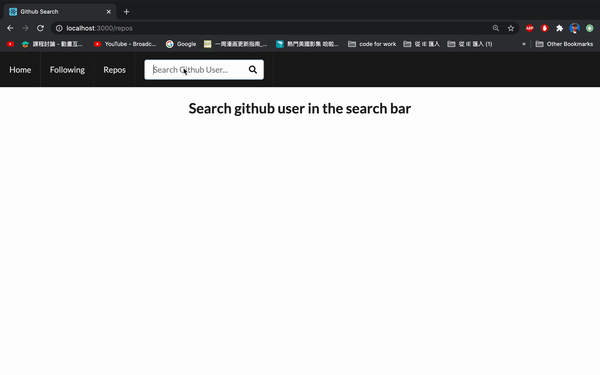 Github Search
localhost:3000/repos
課程討論 - 動畫互...
YouTube - Broadc...
Google
一周漫画更新指南_...
熱門美國影集
code for work
從 IE 匯入
從 IE 匯入 (1)
»
Other Bookmarks
Home
Following
Repos
Search Github User...
Search github user in the search bar